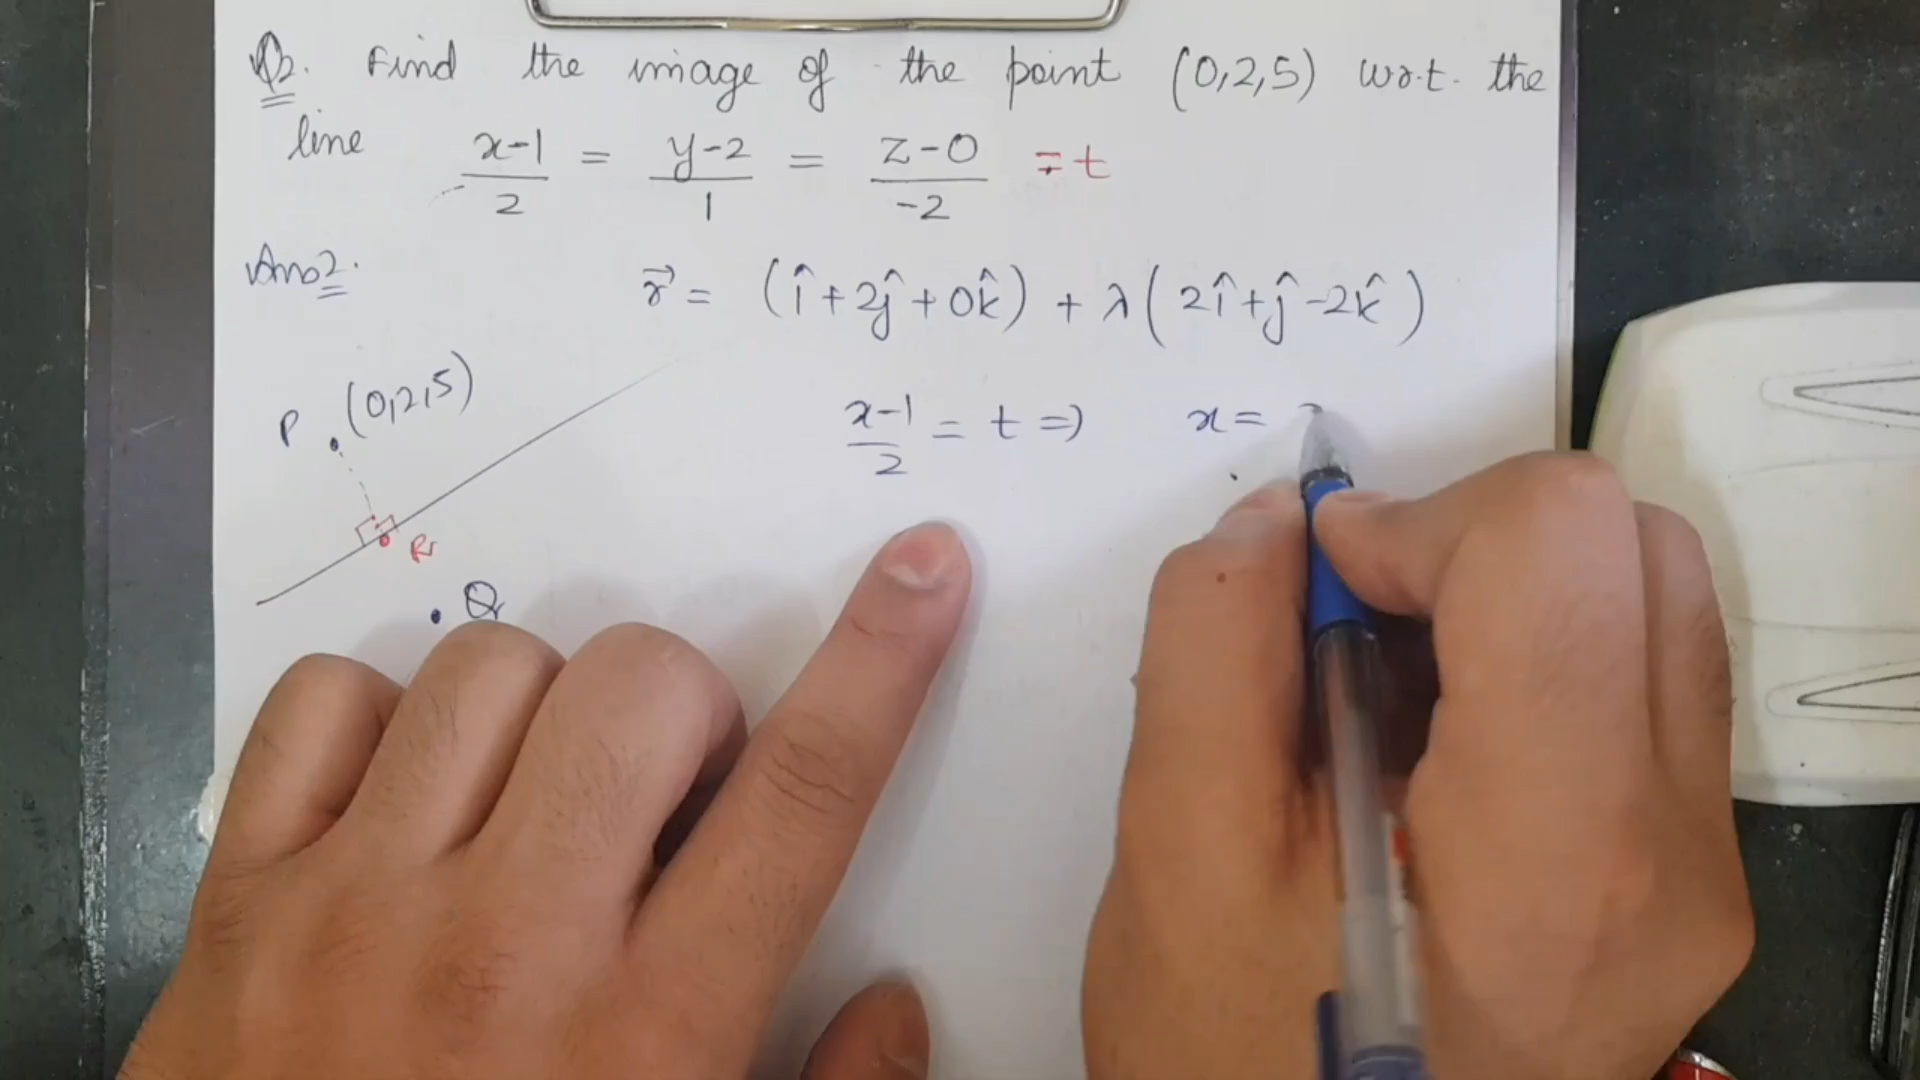 Q2. Find the image of the point (0,2,5) w.r.t. the
line x-1/2 = y-2/1 = z-0/-2 = t
Ans2. r⃗ = (î+2ĵ+0k̂) + λ(2î+ĵ-2k̂)
P (0,2,5)
x-1/2 = t ⇒ x =
R
Q